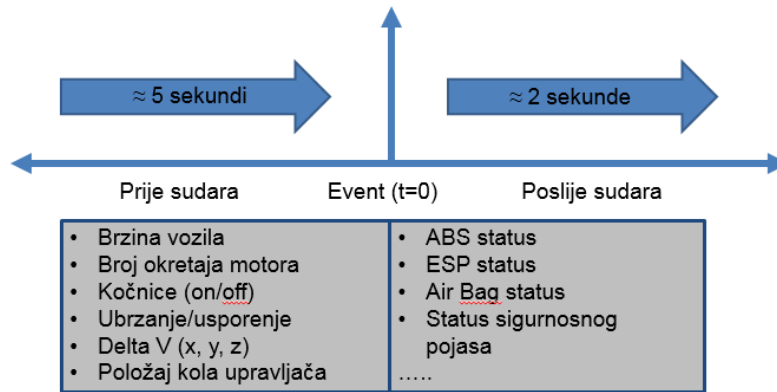 ≈ 5 sekundi
≈ 2 sekunde
Prije sudara
Event (t=0)
Poslije sudara
• Brzina vozila
• Broj okretaja motora
• Kočnice (on/off)
• Ubrzanje/usporenje
• Delta V (x, y, z)
• Položaj kola upravljača
• ABS status
• ESP status
• Air Bag status
• Status sigurnosnog
pojasa
…..